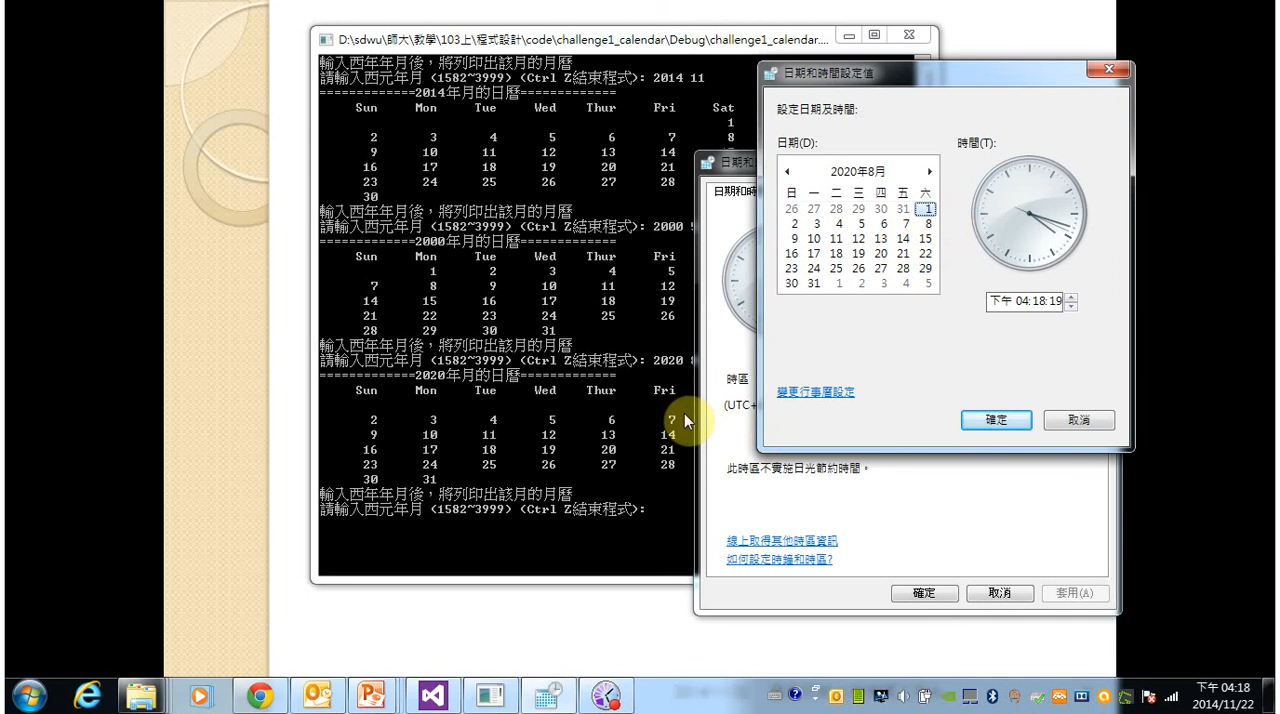 D:\sdwu\師大\教學\103上\程式設計\code\challenge1_calendar\Debug\challenge1_calendar....
輸入西年年月後，將列印出該月的月曆
請輸入西元年月 (1582~3999) (Ctrl Z結束程式): 2014 11
=============2014年月的日曆=============
Sun Mon Tue Wed Thur Fri Sat
1
2 3 4 5 6 7 8
9 10 11 12 13 14
16 17 18 19 20 21
23 24 25 26 27 28
30
輸入西年年月後，將列印出該月的月曆
請輸入西元年月 (1582~3999) (Ctrl Z結束程式): 2000
=============2000年月的日曆=============
Sun Mon Tue Wed Thur Fri
1 2 3 4 5
7 8 9 10 11 12
14 15 16 17 18 19
21 22 23 24 25 26
28 29 30 31
輸入西年年月後，將列印出該月的月曆
請輸入西元年月 (1582~3999) (Ctrl Z結束程式): 2020
=============2020年月的日曆=============
Sun Mon Tue Wed Thur Fri
2 3 4 5 6 7
9 10 11 12 13 14
16 17 18 19 20 21
23 24 25 26 27 28
30 31
輸入西年年月後，將列印出該月的月曆
請輸入西元年月 (1582~3999) (Ctrl Z結束程式):
日期和
日期和時
時區
(UTC+
此時區不實施日光節約時間。
線上取得其他時區資訊
如何設定時鐘和時區?
確定 取消 套用(A)
日期和時間設定值
設定日期及時間:
日期(D): 時間(T):
2020年8月
日 一 二 三 四 五 六
26 27 28 29 30 31 1
2 3 4 5 6 7 8
9 10 11 12 13 14 15
16 17 18 19 20 21 22
23 24 25 26 27 28 29
30 31 1 2 3 4 5
下午 04:18:19
變更行事曆設定
確定 取消
下午 04:18
2014/11/22